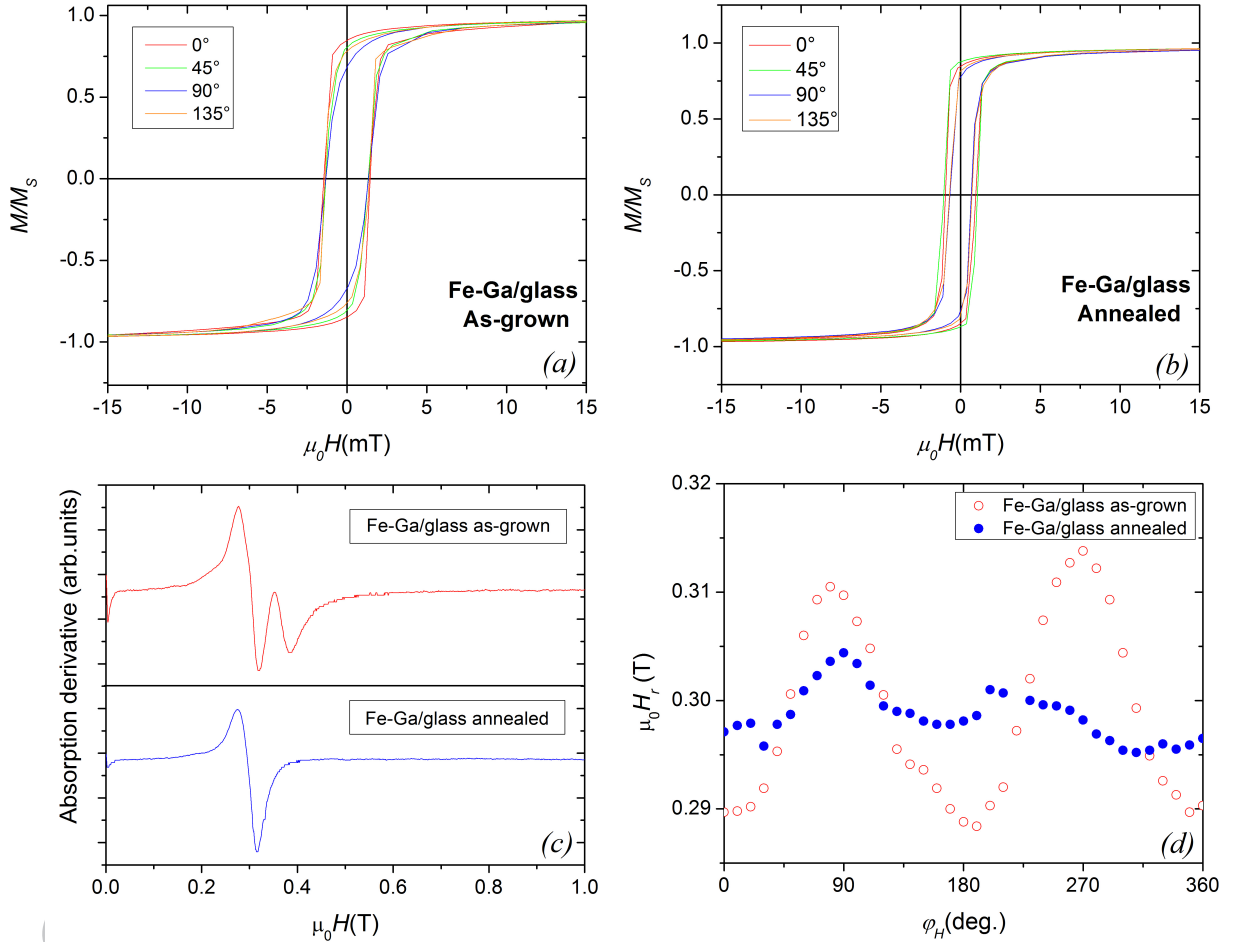 0°
45°
90°
135°
1.0
0.5
0.0
-0.5
-1.0
M/M_S
Fe-Ga/glass
As-grown
(a)
-15 -10 -5 0 5 10 15
μ₀H(mT)
0°
45°
90°
135°
1.0
0.5
0.0
-0.5
-1.0
M/M_S
Fe-Ga/glass
Annealed
(b)
-15 -10 -5 0 5 10 15
μ₀H(mT)
Absorption derivative (arb.units)
Fe-Ga/glass as-grown
Fe-Ga/glass annealed
(c)
0.0 0.2 0.4 0.6 0.8 1.0
μ₀H(T)
0.32
0.31
0.30
0.29
μ₀H_r (T)
Fe-Ga/glass as-grown
Fe-Ga/glass annealed
(d)
0 90 180 270 360
φ_H(deg.)